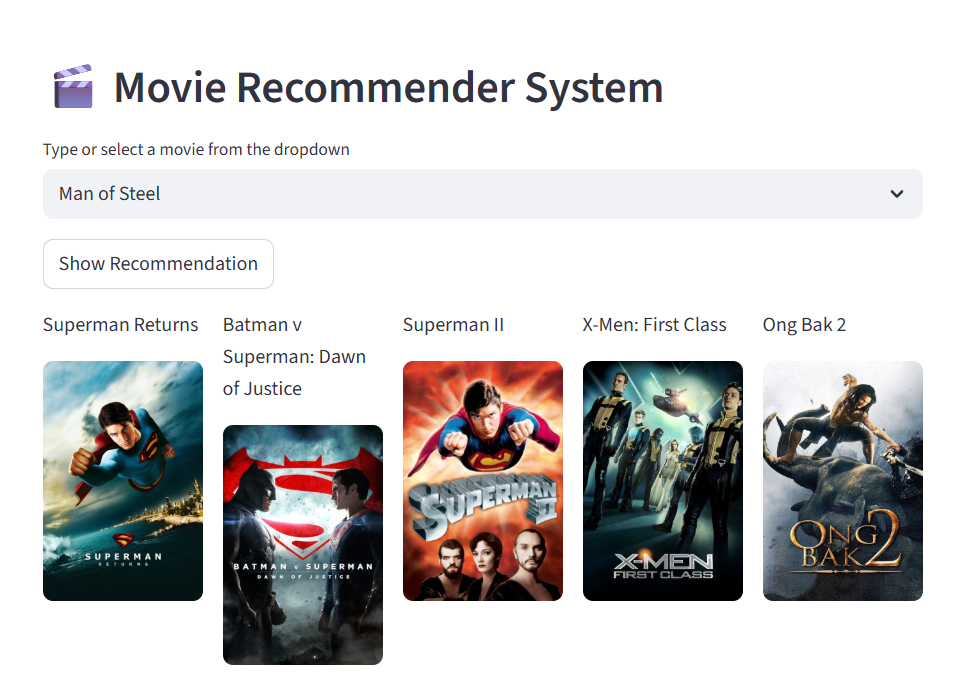 Movie Recommender System
Type or select a movie from the dropdown
Man of Steel
Show Recommendation
Superman Returns
Batman v
Superman: Dawn
of Justice
Superman II
X-Men: First Class
Ong Bak 2
SUPERMAN
RETURNS
BATMAN v SUPERMAN
DAWN OF JUSTICE
SUPERMAN
II
X-MEN
FIRST CLASS
ONG
BAK 2